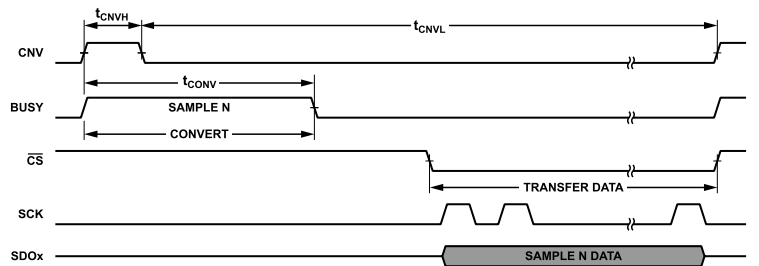 tCNVH
tCNVL
CNV
tCONV
BUSY
SAMPLE N
CONVERT
CS
TRANSFER DATA
SCK
SDOx
SAMPLE N DATA